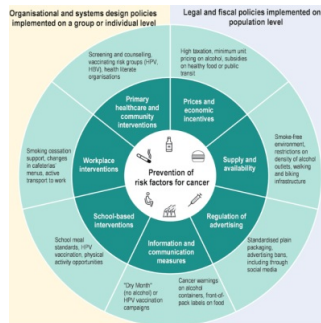 Organisational and systems design policies
implemented on a group or individual level
Legal and fiscal policies implemented on
population level
Screening and counselling,
vaccinating risk groups (HPV,
HBV), health literate
organisations
High taxation, minimum unit
pricing on alcohol, subsidies
on healthy food or public
transit
Primary
healthcare and
community
interventions
Prices and
economic
incentives
Smoking cessation
support, changes
in cafeterias'
menus, active
transport to work
Workplace
interventions
Supply and
availability
Smoke-free
environment,
restrictions on
density of alcohol
outlets, walking
and biking
infrastructure
Prevention of
risk factors for cancer
School-based
interventions
Regulation of
advertising
School meal
standards, HPV
vaccination, physical
activity opportunities
Information and
communication
measures
Standardised plain
packaging,
advertising bans,
including through
social media
"Dry Month"
(no alcohol) or
HPV vaccination
campaigns
Cancer warnings
on alcohol
containers, front-of-
pack labels on food